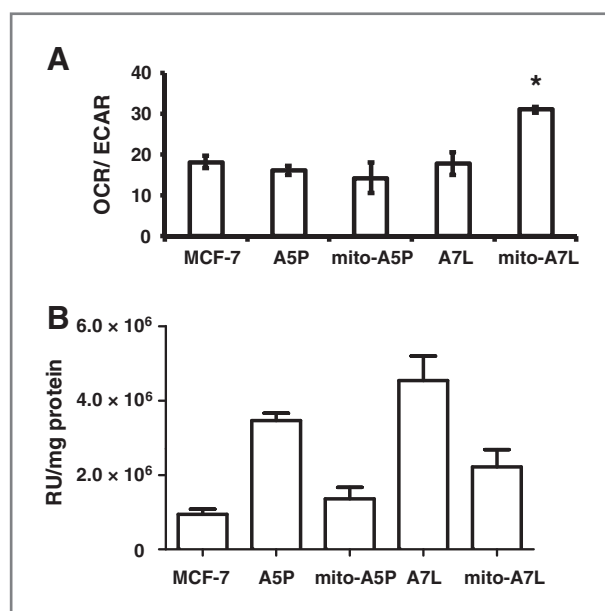 A
OCR/ ECAR
40
30
20
10
0
*
MCF-7 A5P mito-A5P A7L mito-A7L
B
RU/mg protein
6.0 × 10⁶
4.0 × 10⁶
2.0 × 10⁶
0
MCF-7 A5P mito-A5P A7L mito-A7L